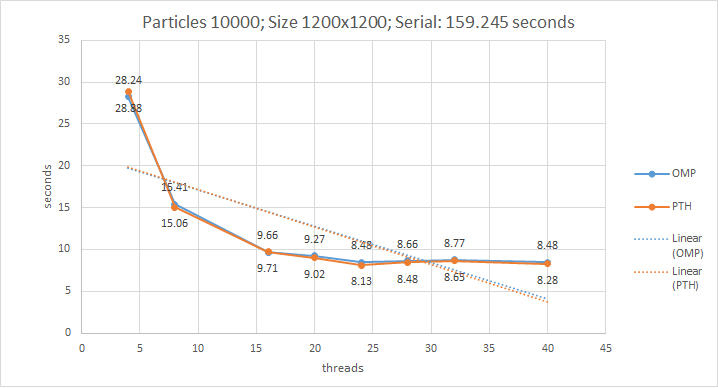 Particles 10000; Size 1200x1200; Serial: 159.245 seconds
35
30
25
20
15
10
5
0
seconds
28.24
28.88
15.41
15.06
9.66
9.71
9.27
9.02
8.48
8.13
8.66
8.48
8.77
8.65
8.48
8.28
0 5 10 15 20 25 30 35 40 45
threads
OMP
PTH
Linear
(OMP)
Linear
(PTH)